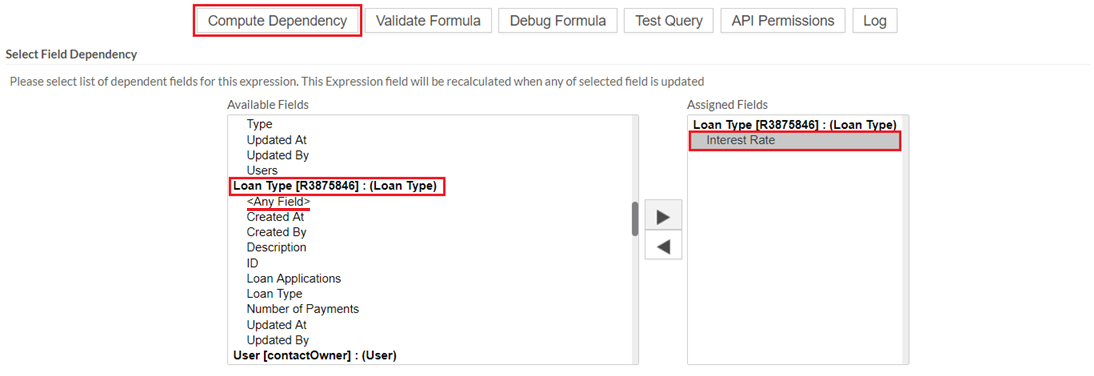 Compute Dependency Validate Formula Debug Formula Test Query API Permissions Log
Select Field Dependency
Please select list of dependent fields for this expression. This Expression field will be recalculated when any of selected field is updated
Available Fields
Type
Updated At
Updated By
Users
Loan Type [R3875846] : (Loan Type)
<Any Field>
Created At
Created By
Description
ID
Loan Applications
Loan Type
Number of Payments
Updated At
Updated By
User [contactOwner] : (User)
Assigned Fields
Loan Type [R3875846] : (Loan Type)
Interest Rate